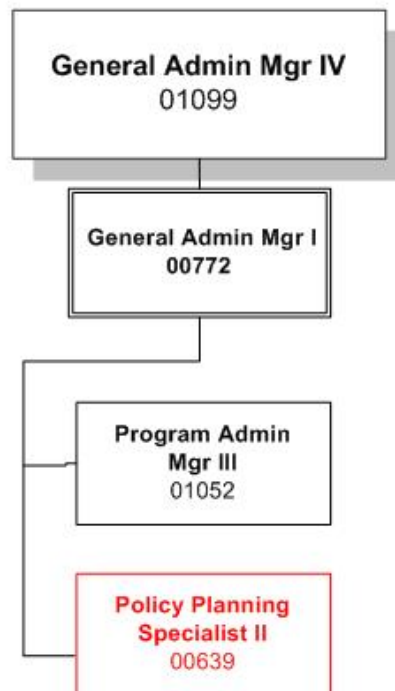 General Admin Mgr IV
01099
General Admin Mgr I
00772
Program Admin
Mgr III
01052
Policy Planning
Specialist II
00639